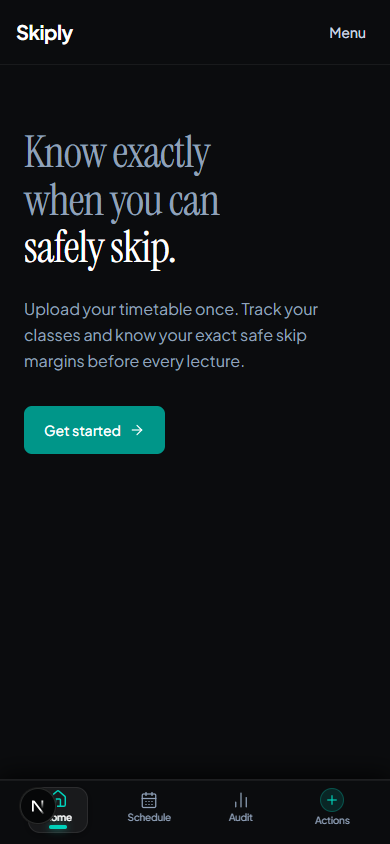 Skiply
Menu
Know exactly
when you can
safely skip.
Upload your timetable once. Track your
classes and know your exact safe skip
margins before every lecture.
Get started
N
ome
Schedule
Audit
Actions